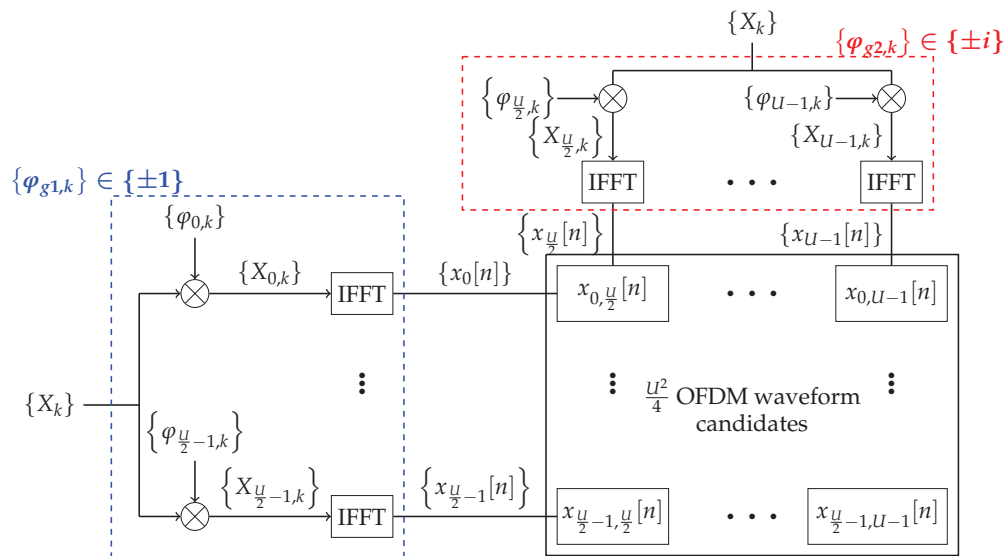 {X_k}
{φ_{g2,k}} ∈ {±i}
{φ_{U/2,k}}
{φ_{U−1,k}}
{X_{U/2,k}}
{X_{U−1,k}}
IFFT
• • •
IFFT
{φ_{g1,k}} ∈ {±1}
{φ_{0,k}}
{x_{U/2}[n]}
{x_{U−1}[n]}
{X_{0,k}}
IFFT
{x_0[n]}
x_{0,U/2}[n]
• • •
x_{0,U−1}[n]
{X_k}
U²/4 OFDM waveform
candidates
{φ_{U/2−1,k}}
{X_{U/2−1,k}}
IFFT
{x_{U/2−1}[n]}
x_{U/2−1,U/2}[n]
• • •
x_{U/2−1,U−1}[n]